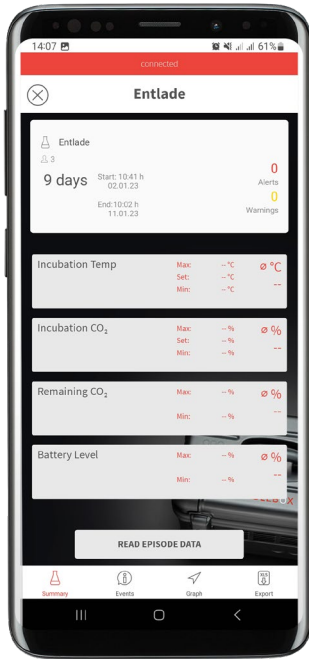 14:07 61%
connected
Entlade
Entlade
3
9 days Start: 10:41 h
02.01.23
End:10:02 h
11.01.23
0
Alerts
0
Warnings
Incubation Temp Max: -- °C ø °C
Set: -- °C
Min: -- °C --
Incubation CO₂ Max: -- % ø %
Set: -- %
Min: -- % --
Remaining CO₂ Max: -- % ø %
Min: -- % --
Battery Level Max: -- % ø %
Min: -- % --
READ EPISODE DATA
Summary Events Graph Export